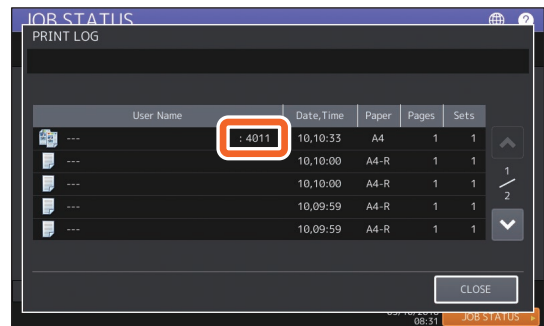 JOB STATUS
?
PRINT LOG
User Name Date,Time Paper Pages Sets
--- : 4011 10,10:33 A4 1 1
--- 10,10:00 A4-R 1 1
--- 10,10:00 A4-R 1 1
--- 10,09:59 A4-R 1 1
--- 10,09:59 A4-R 1 1
1
/
2
CLOSE
08:31
JOB STATUS